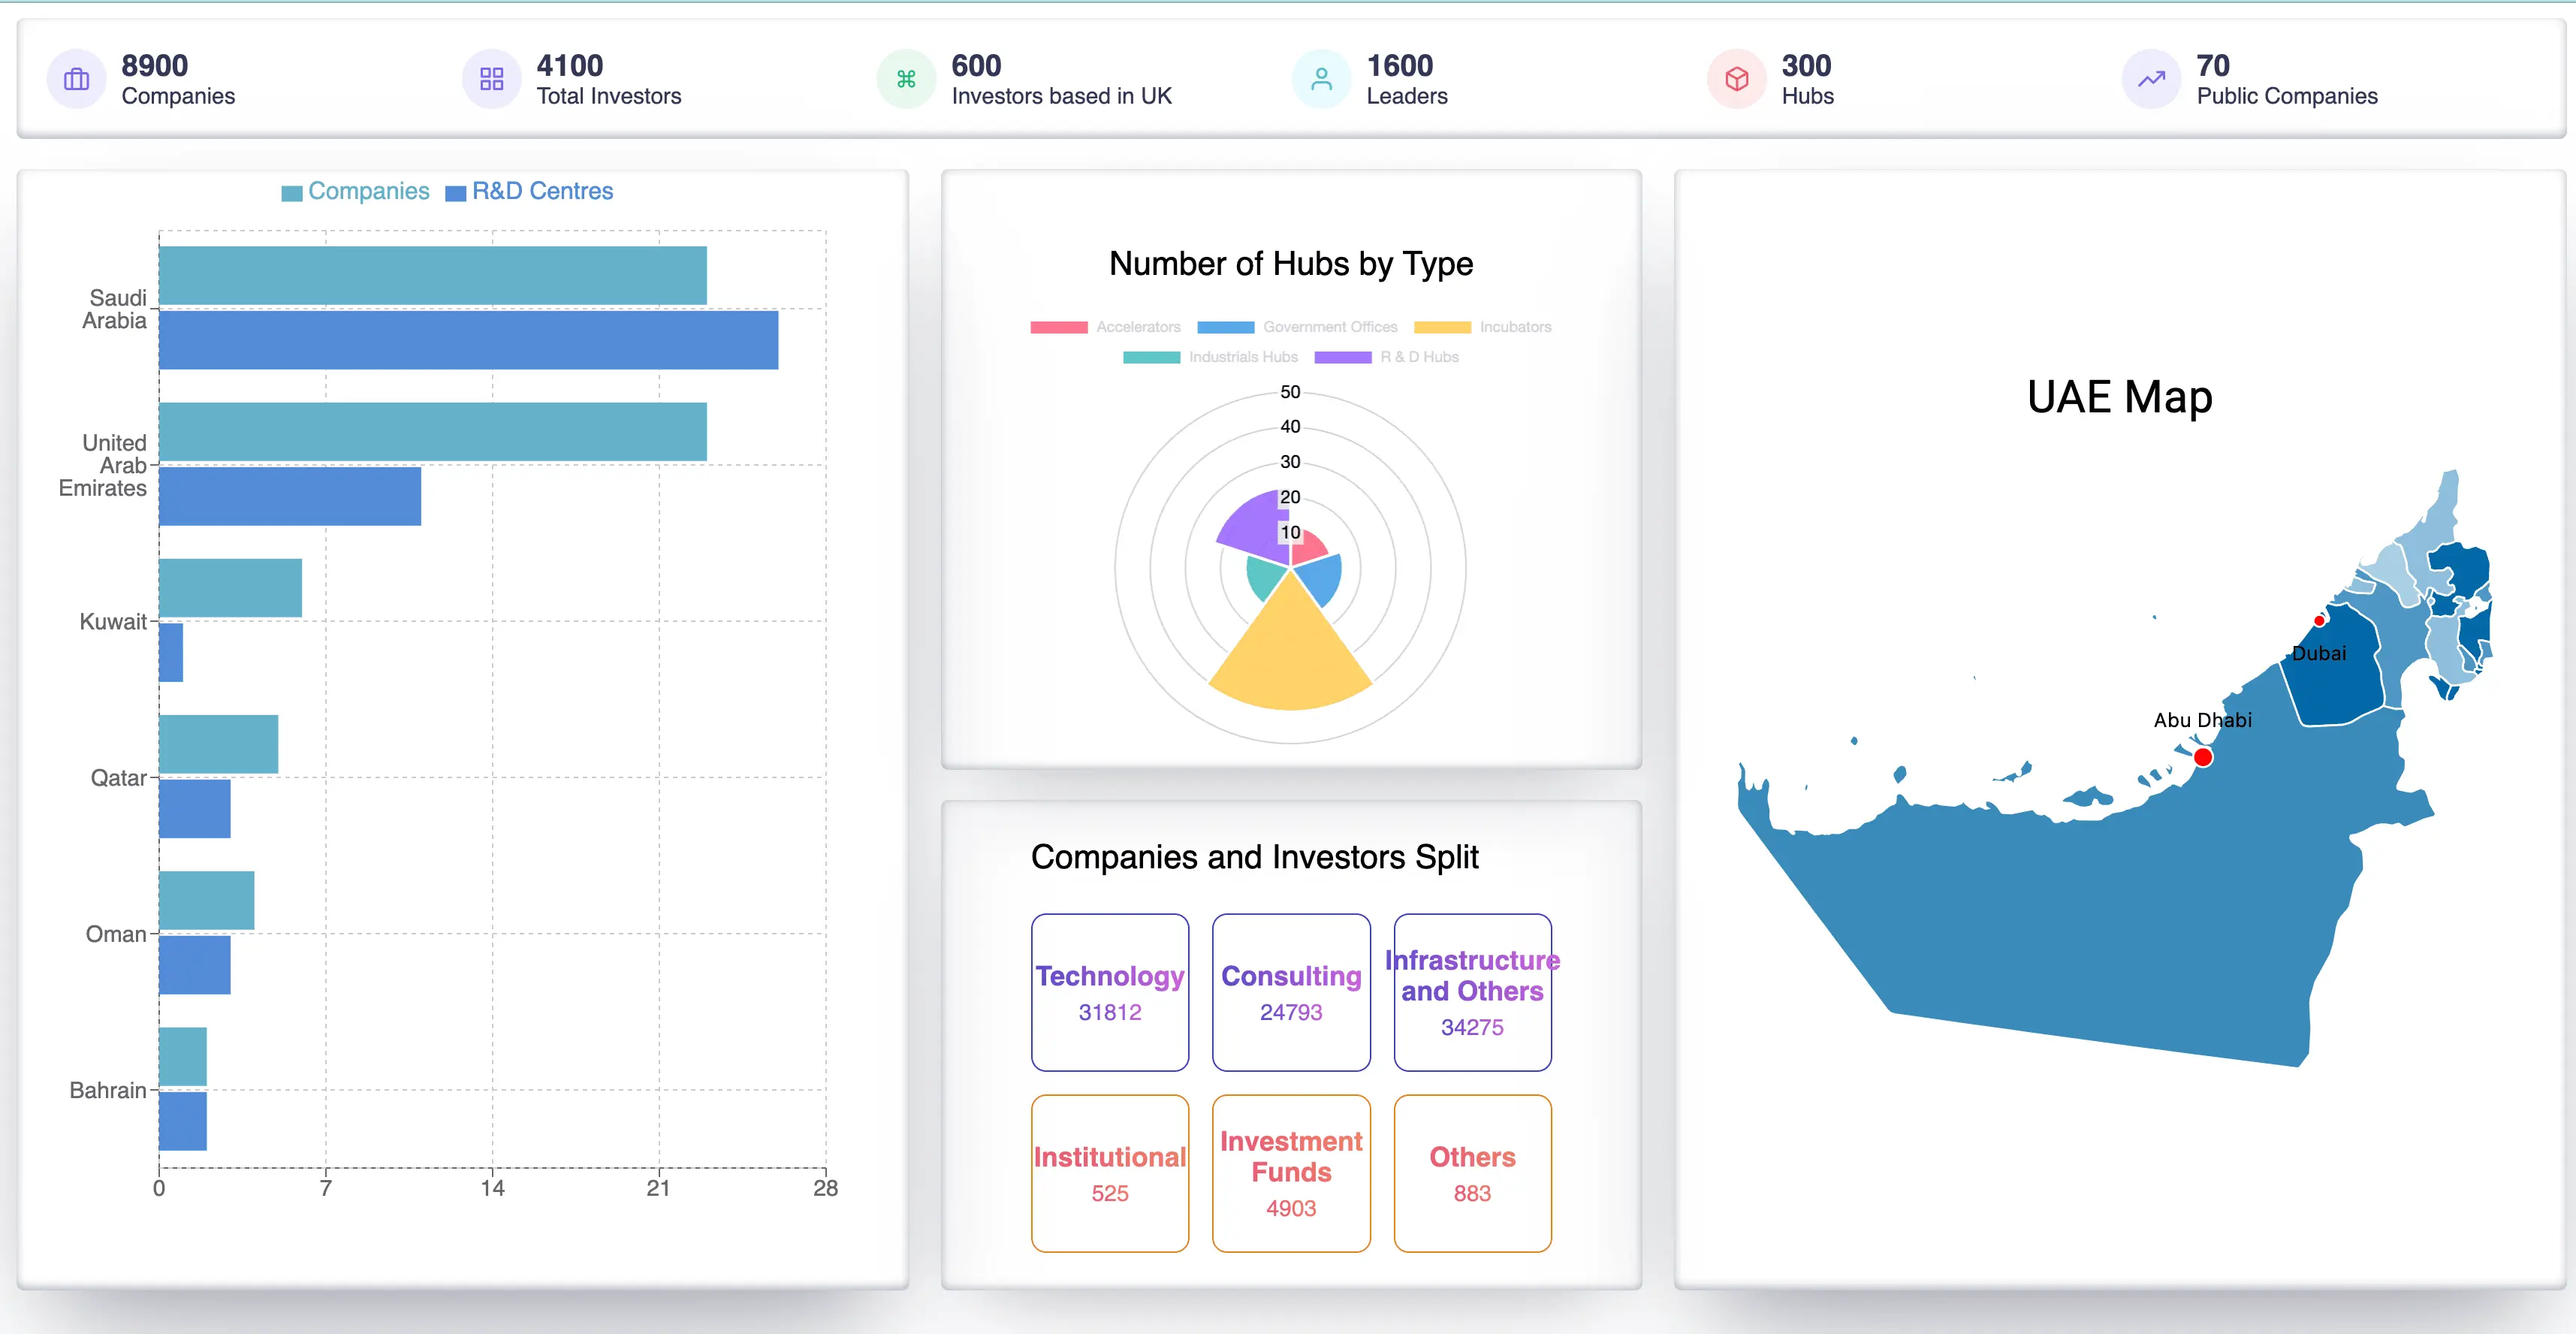 8900
Companies
4100
Total Investors
600
Investors based in UK
1600
Leaders
300
Hubs
70
Public Companies
Companies
R&D Centres
Saudi
Arabia
United
Arab
Emirates
Kuwait
Qatar
Oman
Bahrain
0 7 14 21 28
Number of Hubs by Type
Accelerators Government Offices Incubators
Industrials Hubs R & D Hubs
50
40
30
20
10
Companies and Investors Split
Technology
31812
Consulting
24793
Infrastructure
and Others
34275
Institutional
525
Investment
Funds
4903
Others
883
UAE Map
Dubai
Abu Dhabi